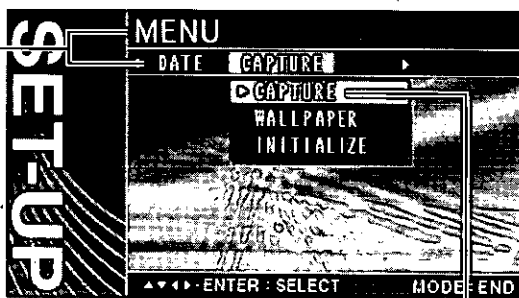 SET-UP
MENU
DATE CAPTURE ▶
▷CAPTURE
WALLPAPER
INITIALIZE
▲▼◀▶·ENTER : SELECT MODE: END